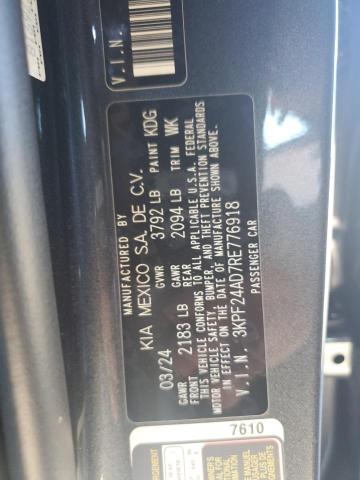 V.I.N.
MANUFACTURED BY
KIA MEXICO S.A. DE C.V.
03/24 GVWR 3792 LB PAINT KDG
GAWR 2183 LB GAWR REAR 2094 LB TRIM WK
THIS VEHICLE CONFORMS TO ALL APPLICABLE U.S.A. FEDERAL
MOTOR VEHICLE SAFETY, BUMPER, AND THEFT PREVENTION STANDARDS
IN EFFECT ON THE DATE OF MANUFACTURE SHOWN ABOVE.
V.I.N. : 3KPF24AD7RE776918
PASSENGER CAR
7610